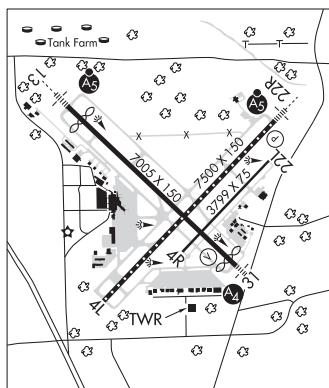 Tank Farm
T T
A5
13
A5
22R
X X X
P
7005 X 150
7500 X 150
3799 X 75
22L
4R
V
31
4L
A4
TWR